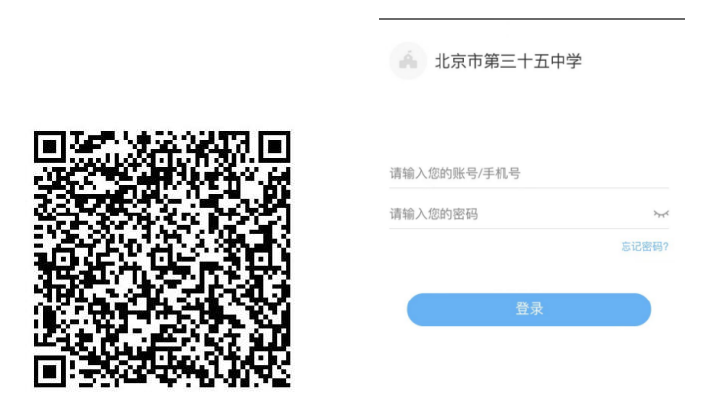 北京市第三十五中学
请输入您的账号/手机号
请输入您的密码
忘记密码?
登录